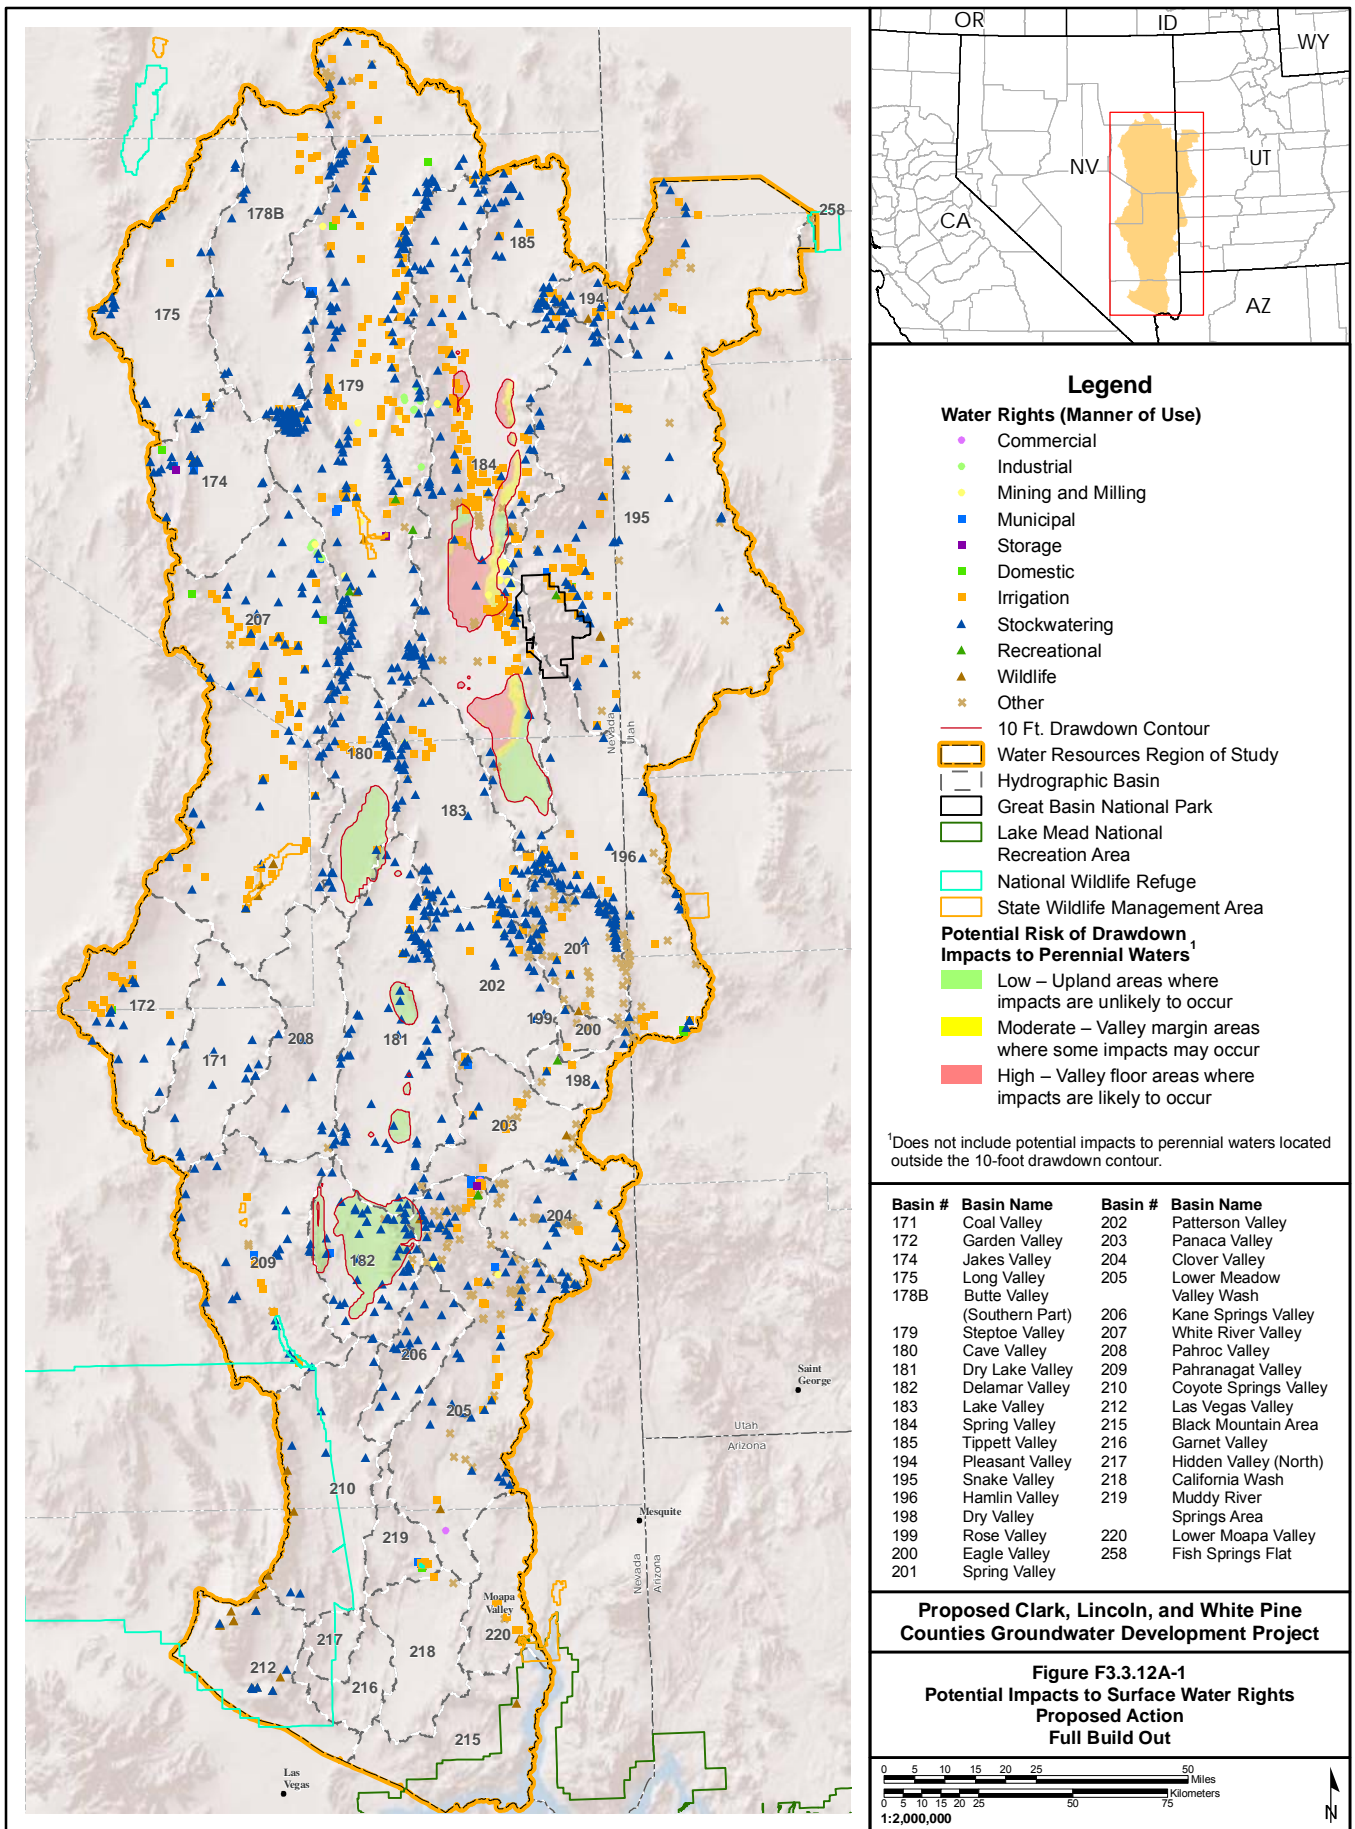 OR
ID
WY
NV
UT
CA
AZ
258
178B
185
194
175
179
184
174
195
207
Nevada
Utah
180
183
196
201
202
172
199
200
208
181
171
198
203
204
209
182
206
Saint
George
205
Utah
Arizona
210
Mesquite
219
Nevada
Arizona
Moapa
Valley
220
217
218
212
216
215
Las
Vegas
Legend
Water Rights (Manner of Use)
Commercial
Industrial
Mining and Milling
Municipal
Storage
Domestic
Irrigation
Stockwatering
Recreational
Wildlife
Other
10 Ft. Drawdown Contour
Water Resources Region of Study
Hydrographic Basin
Great Basin National Park
Lake Mead National
Recreation Area
National Wildlife Refuge
State Wildlife Management Area
Potential Risk of Drawdown
Impacts to Perennial Waters1
Low – Upland areas where
impacts are unlikely to occur
Moderate – Valley margin areas
where some impacts may occur
High – Valley floor areas where
impacts are likely to occur
1Does not include potential impacts to perennial waters located
outside the 10-foot drawdown contour.
Basin # Basin Name Basin # Basin Name
171 Coal Valley 202 Patterson Valley
172 Garden Valley 203 Panaca Valley
174 Jakes Valley 204 Clover Valley
175 Long Valley 205 Lower Meadow
178B Butte Valley Valley Wash
(Southern Part) 206 Kane Springs Valley
179 Steptoe Valley 207 White River Valley
180 Cave Valley 208 Pahroc Valley
181 Dry Lake Valley 209 Pahranagat Valley
182 Delamar Valley 210 Coyote Springs Valley
183 Lake Valley 212 Las Vegas Valley
184 Spring Valley 215 Black Mountain Area
185 Tippett Valley 216 Garnet Valley
194 Pleasant Valley 217 Hidden Valley (North)
195 Snake Valley 218 California Wash
196 Hamlin Valley 219 Muddy River
198 Dry Valley Springs Area
199 Rose Valley 220 Lower Moapa Valley
200 Eagle Valley 258 Fish Springs Flat
201 Spring Valley
Proposed Clark, Lincoln, and White Pine
Counties Groundwater Development Project
Figure F3.3.12A-1
Potential Impacts to Surface Water Rights
Proposed Action
Full Build Out
0 5 10 15 20 25 50
Miles
Kilometers
0 5 10 15 20 25 50 75
1:2,000,000
N